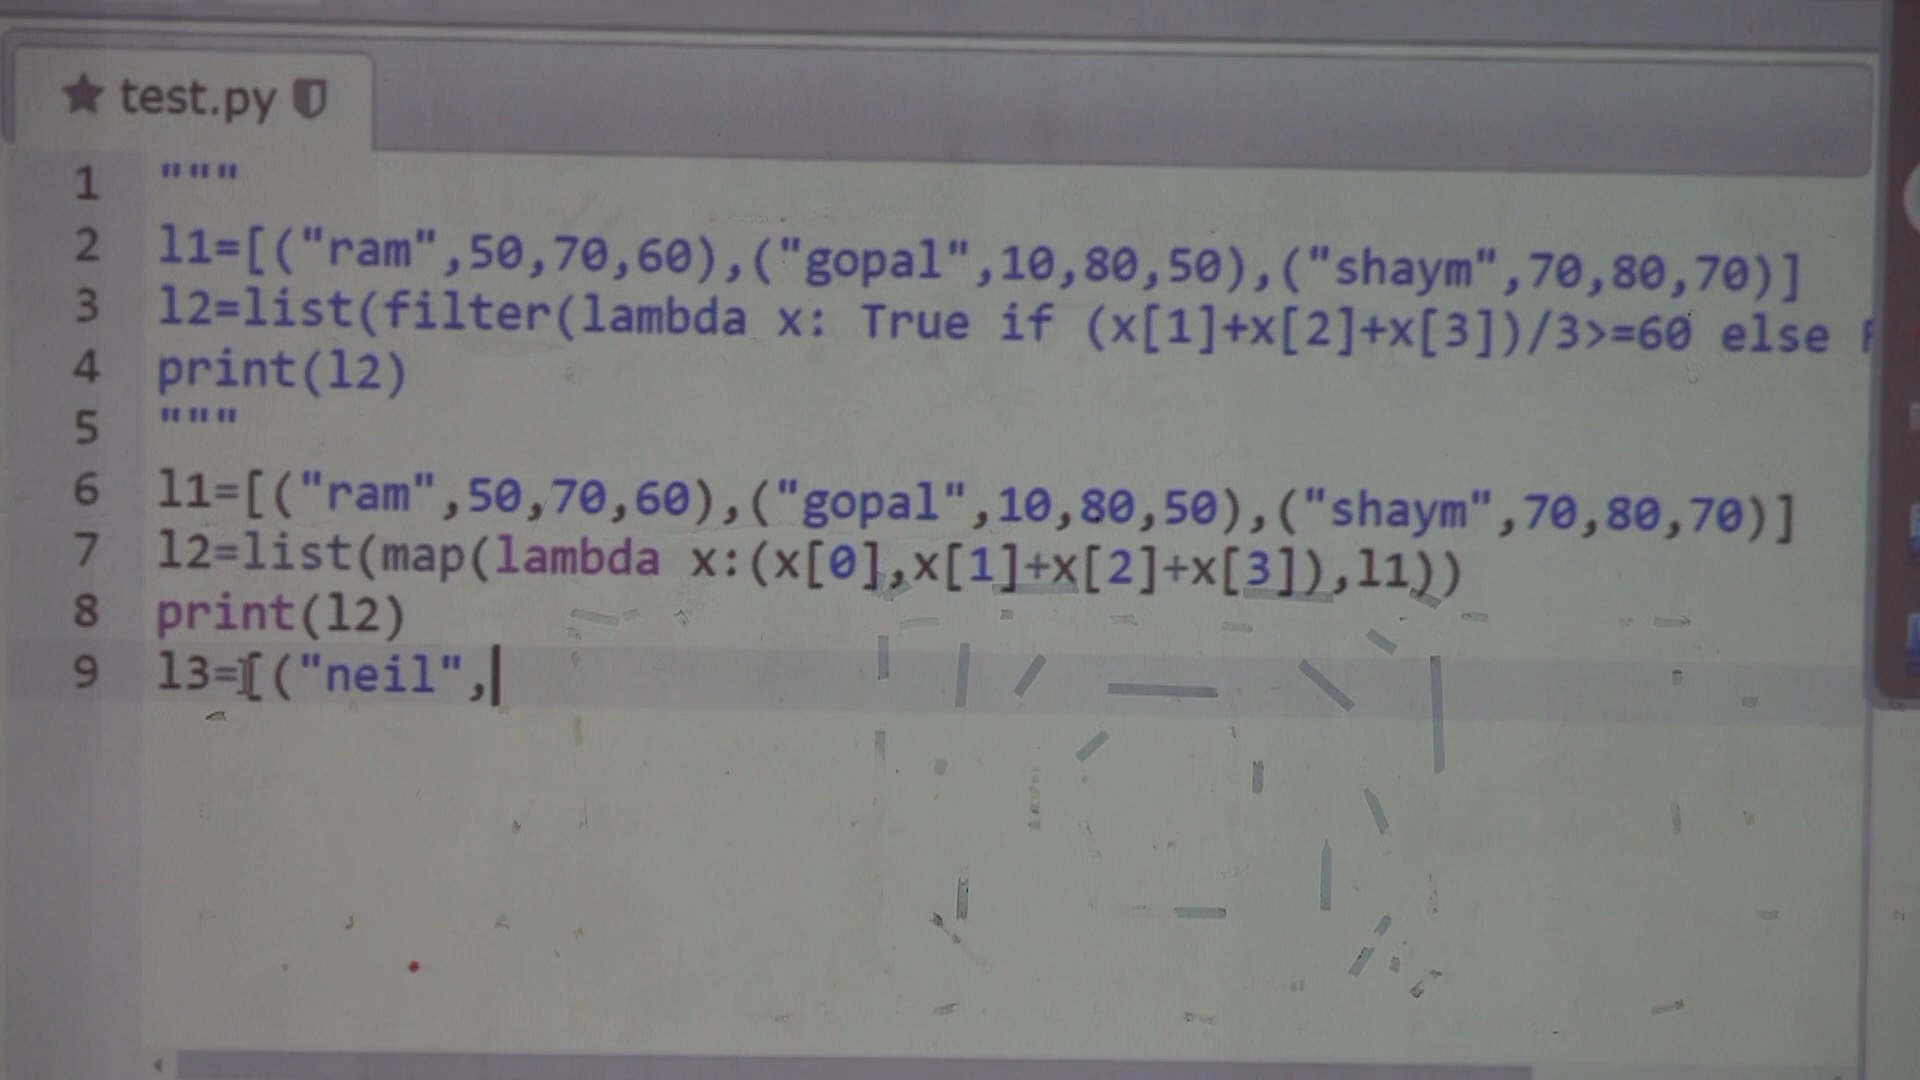 test.py
1 """
2 l1=[("ram",50,70,60),("gopal",10,80,50),("shaym",70,80,70)]
3 l2=list(filter(lambda x: True if (x[1]+x[2]+x[3])/3>=60 else
4 print(l2)
5 """
6 l1=[("ram",50,70,60),("gopal",10,80,50),("shaym",70,80,70)]
7 l2=list(map(lambda x:(x[0],x[1]+x[2]+x[3]),l1))
8 print(l2)
9 l3=[("neil",